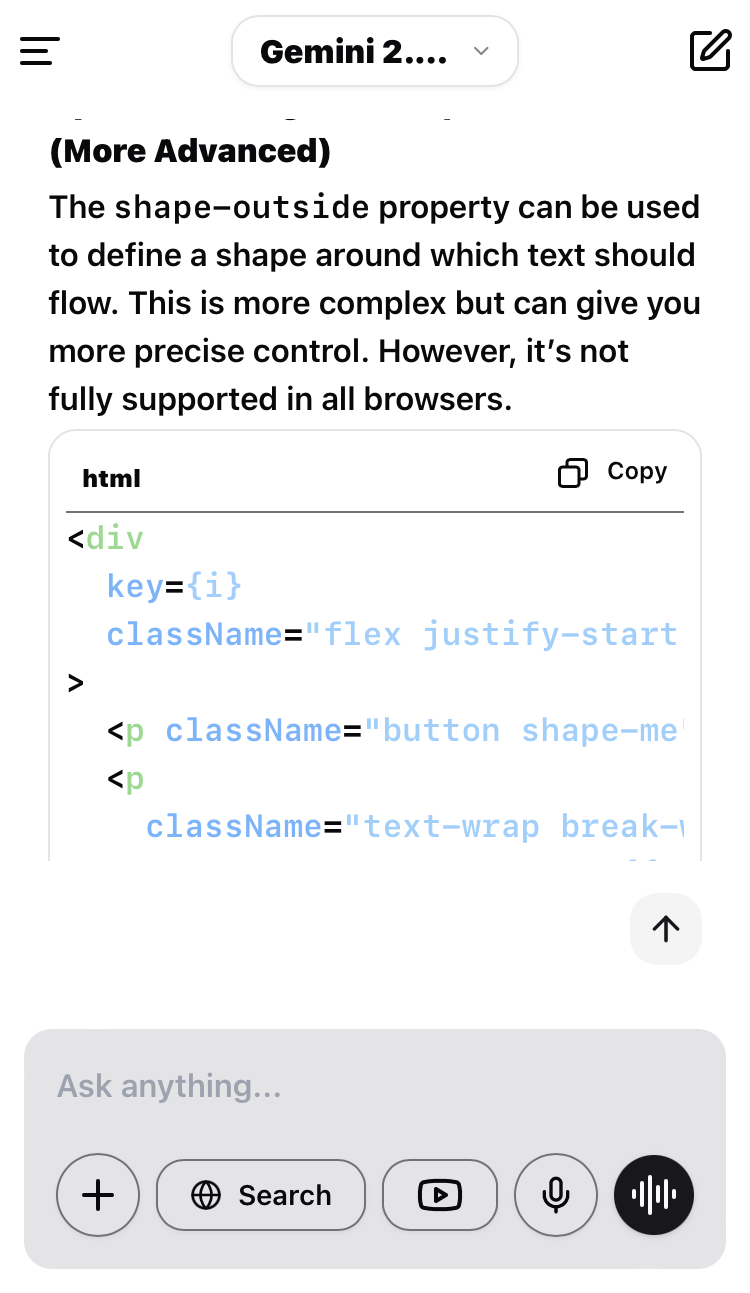 Gemini 2....
(More Advanced)
The shape-outside property can be used
to define a shape around which text should
flow. This is more complex but can give you
more precise control. However, it’s not
fully supported in all browsers.
html
Copy
<div
key={i}
className="flex justify-start
>
<p className="button shape-me"
<p
className="text-wrap break-
Ask anything...
Search